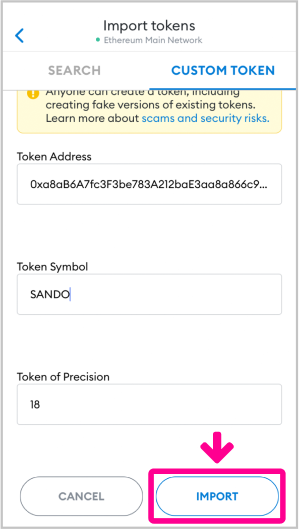 Import tokens
Ethereum Main Network
SEARCH
CUSTOM TOKEN
Anyone can create a token, including
creating fake versions of existing tokens.
Learn more about scams and security risks.
Token Address
0xa8aB6A7fc3F3be783A212baE3aa8a866c9...
Token Symbol
SANDO
Token of Precision
18
CANCEL
IMPORT